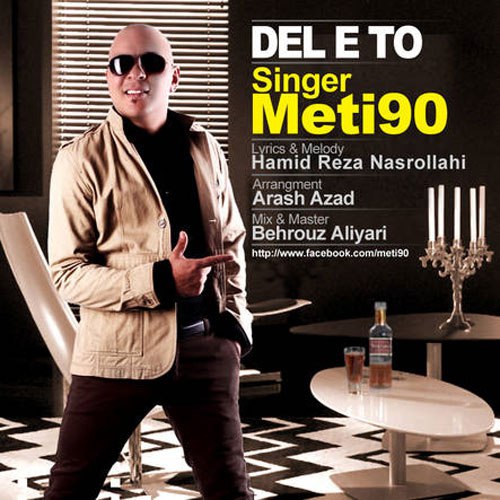 DEL E TO
Singer
Meti90
Lyrics & Melody
Hamid Reza Nasrollahi
Arrangment
Arash Azad
Mix & Master
Behrouz Aliyari
http://www.facebook.com/meti90